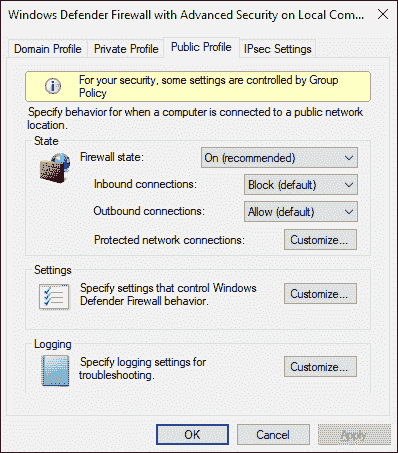 Windows Defender Firewall with Advanced Security on Local Com...
Domain Profile Private Profile Public Profile IPsec Settings
For your security, some settings are controlled by Group
Policy
Specify behavior for when a computer is connected to a public network
location.
State
Firewall state: On (recommended)
Inbound connections: Block (default)
Outbound connections: Allow (default)
Protected network connections: Customize...
Settings
Specify settings that control Windows Customize...
Defender Firewall behavior.
Logging
Specify logging settings for Customize...
troubleshooting.
OK Cancel Apply